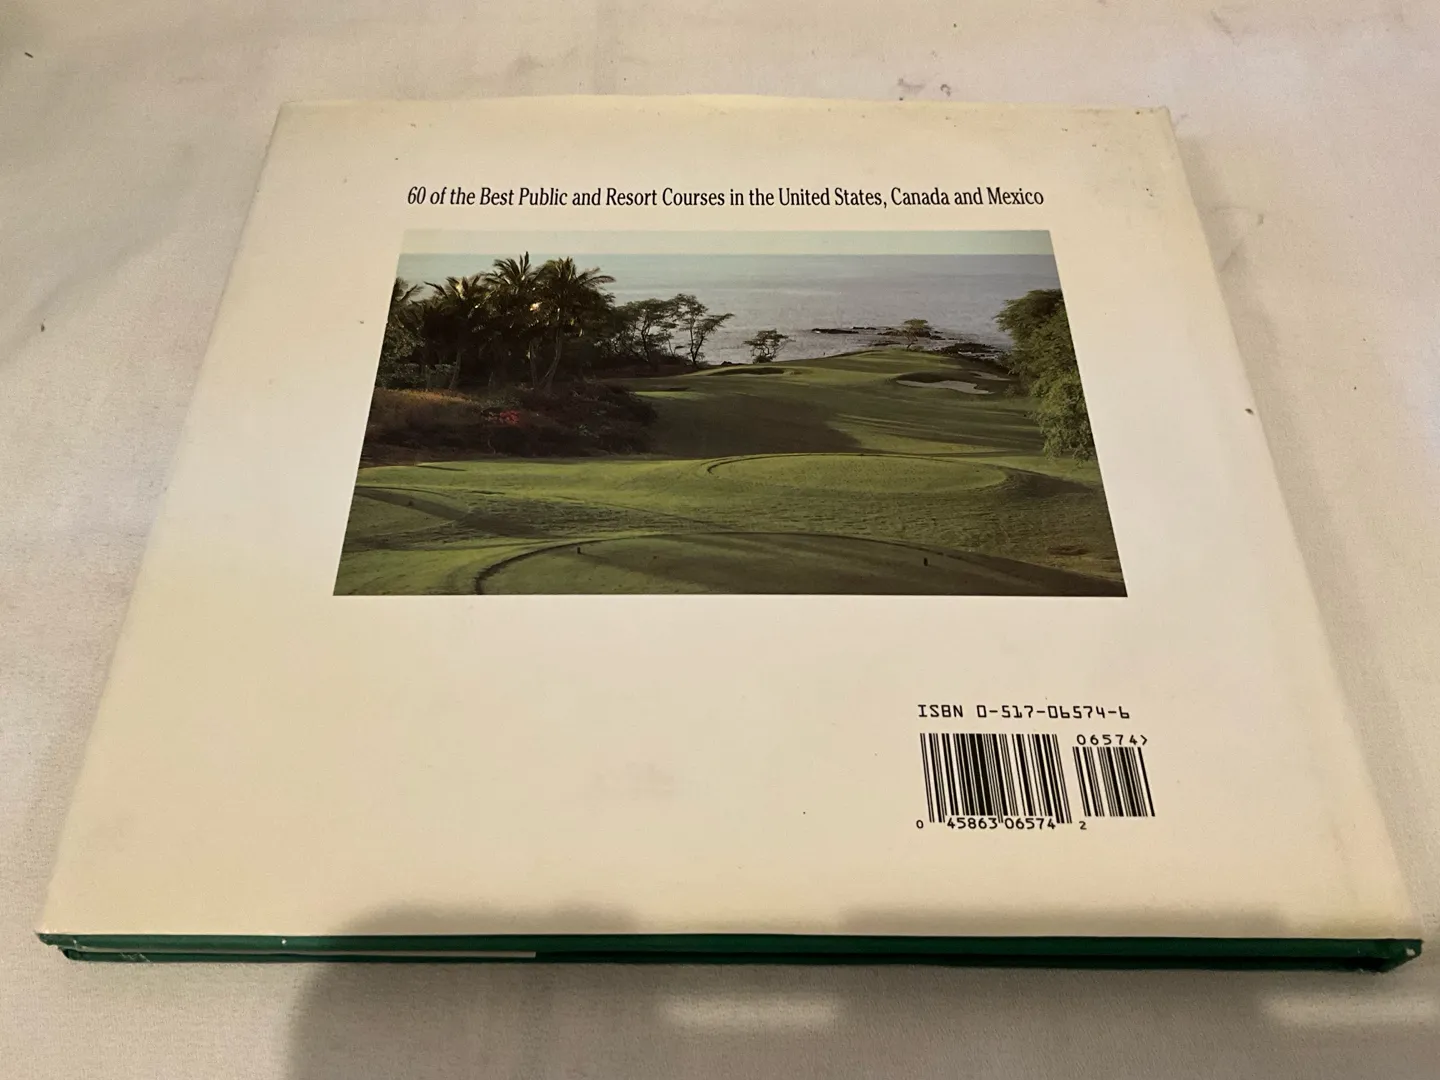 60 of the Best Public and Resort Courses in the United States, Canada and Mexico
ISBN 0-517-06574-6
06574>
0 45863 06574 2